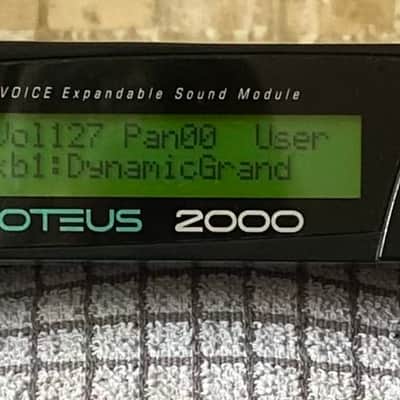 VOICE Expandable Sound Module
Vol127 Pan00 User
kb1:DynamicGrand
OTEUS 2000